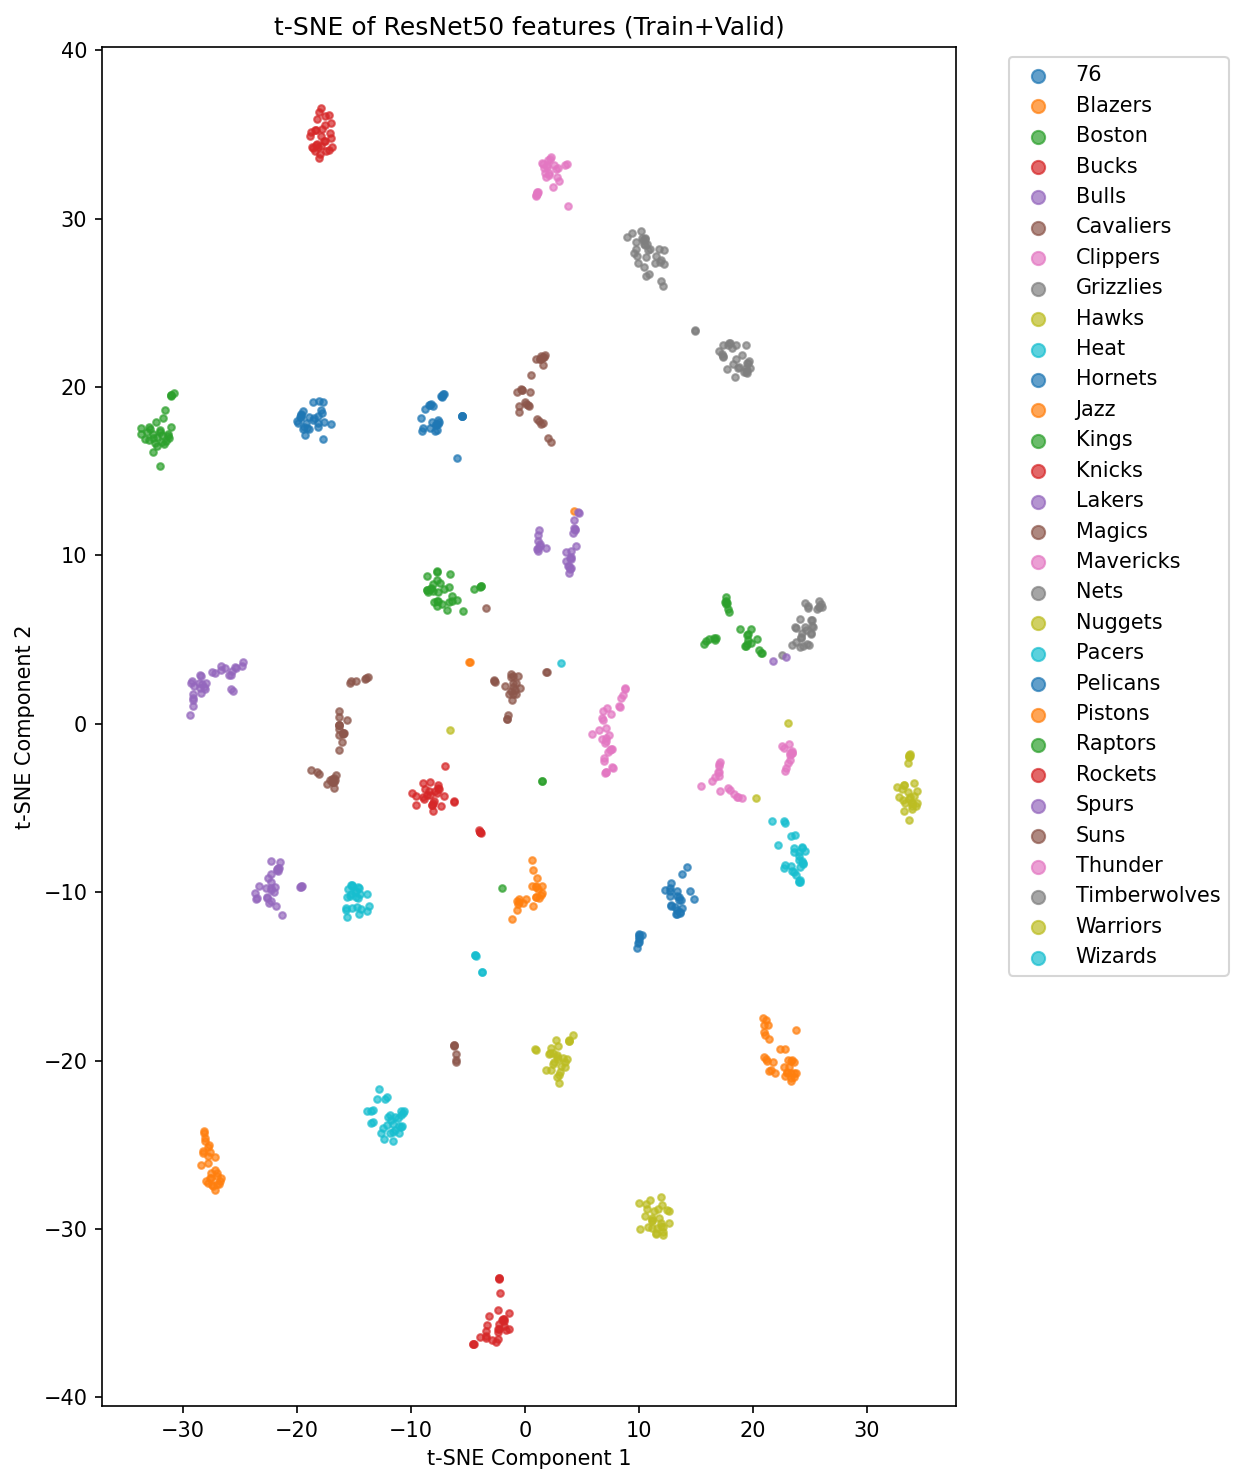 t-SNE of ResNet50 features (Train+Valid)
40
30
20
10
0
−10
−20
−30
−40
t-SNE Component 2
−30 −20 −10 0 10 20 30
t-SNE Component 1
76
Blazers
Boston
Bucks
Bulls
Cavaliers
Clippers
Grizzlies
Hawks
Heat
Hornets
Jazz
Kings
Knicks
Lakers
Magics
Mavericks
Nets
Nuggets
Pacers
Pelicans
Pistons
Raptors
Rockets
Spurs
Suns
Thunder
Timberwolves
Warriors
Wizards